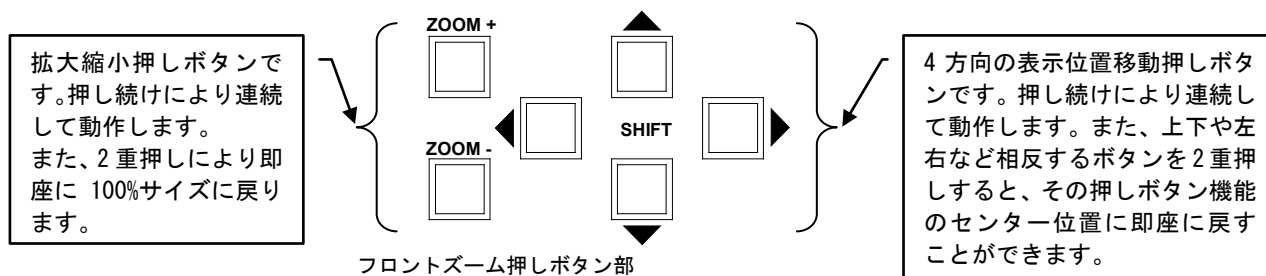 拡大縮小押しボタンで
す。押し続けにより連続
して動作します。
また、2 重押しにより即
座に 100%サイズに戻り
ます。
ZOOM +
ZOOM -
SHIFT
フロントズーム押しボタン部
4 方向の表示位置移動押しボタ
ンです。押し続けにより連続し
て動作します。また、上下や左
右など相反するボタンを2重押
しすると、その押しボタン機能
のセンター位置に即座に戻す
ことができます。